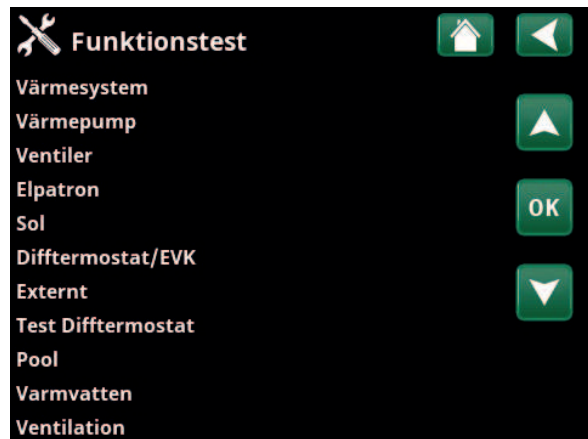 Funktionstest
Värmesystem
Värmepump
Ventiler
Elpatron
Sol
Difftermostat/EVK
Externt
Test Difftermostat
Pool
Varmvatten
Ventilation
OK